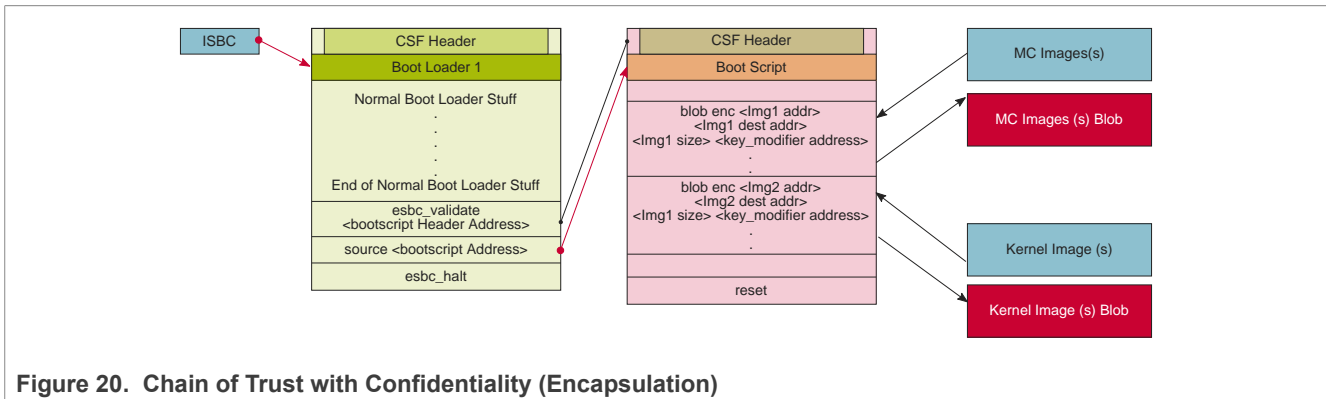 ISBC
CSF Header
Boot Loader 1
Normal Boot Loader Stuff
.
.
.
.
End of Normal Boot Loader Stuff
esbc_validate
<bootscript Header Address>
source <bootscript Address>
esbc_halt
CSF Header
Boot Script
blob enc <Img1 addr>
<Img1 dest addr>
<Img1 size> <key_modifier address>
.
.
blob enc <Img2 addr>
<Img2 dest addr>
<Img1 size> <key_modifier address>
.
.
reset
MC Images(s)
MC Images (s) Blob
Kernel Image (s)
Kernel Image (s) Blob
Figure 20. Chain of Trust with Confidentiality (Encapsulation)